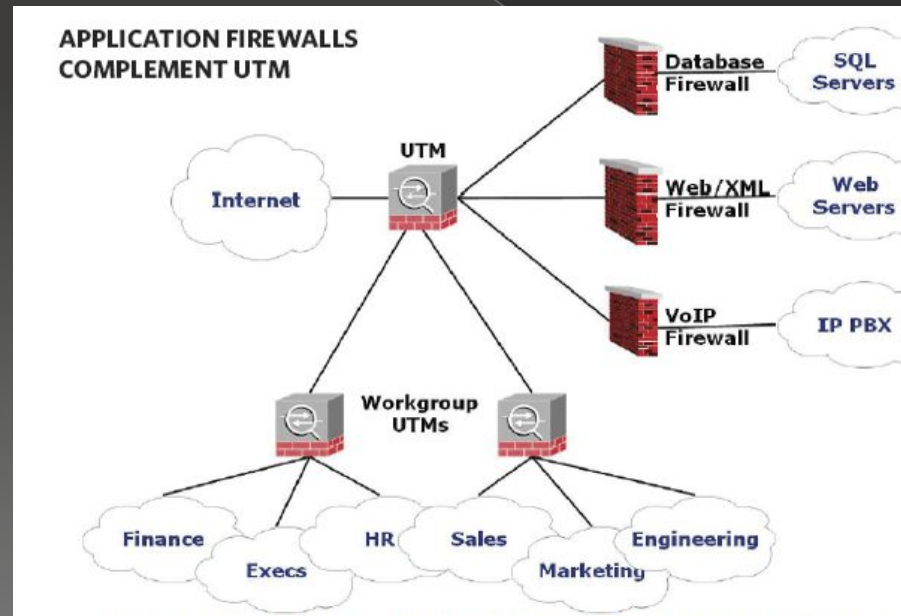 APPLICATION FIREWALLS
COMPLEMENT UTM
UTM
Internet
Database
Firewall
SQL
Servers
Web/XML
Firewall
Web
Servers
VoIP
Firewall
IP PBX
Workgroup
UTMs
Finance
Execs
HR
Sales
Marketing
Engineering